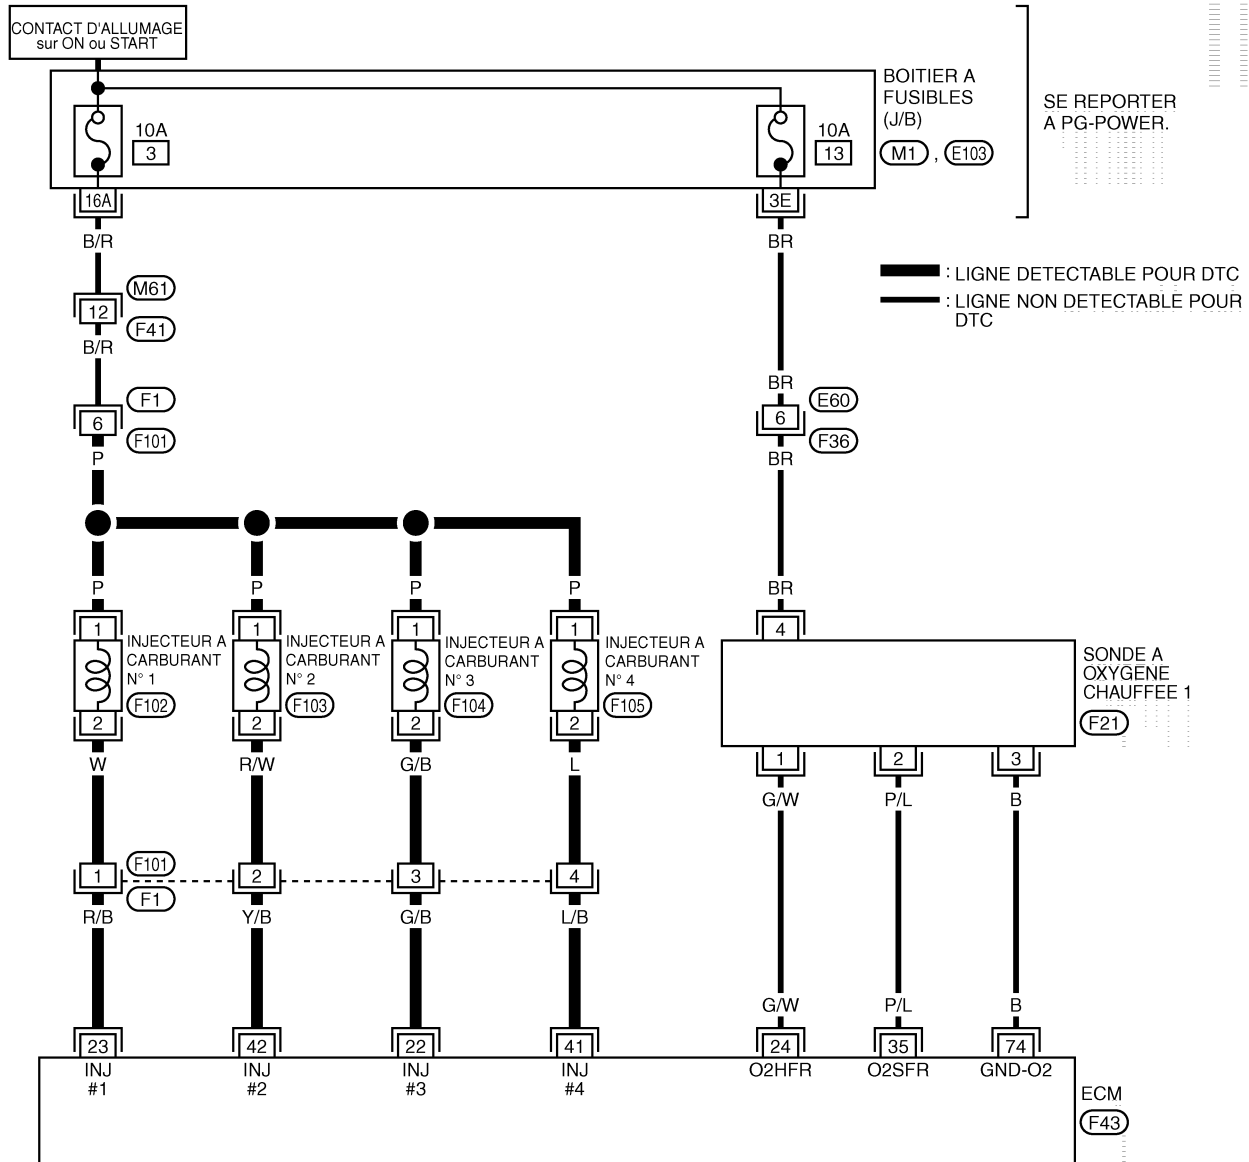 CONTACT D'ALLUMAGE
sur ON ou START
BOITIER A
FUSIBLES
(J/B)
M1 , E103
SE REPORTER
A PG-POWER.
10A
3
10A
13
16A
3E
B/R
BR
: LIGNE DETECTABLE POUR DTC
: LIGNE NON DETECTABLE POUR
DTC
M61
12
F41
B/R
BR
F1
E60
6
6
F101
F36
P
BR
P
P
P
P
BR
1
1
1
1
4
INJECTEUR A
CARBURANT
N° 1
F102
INJECTEUR A
CARBURANT
N° 2
F103
INJECTEUR A
CARBURANT
N° 3
F104
INJECTEUR A
CARBURANT
N° 4
F105
SONDE A
OXYGENE
CHAUFFEE 1
F21
2
2
2
2
1
2
3
W
R/W
G/B
L
G/W
P/L
B
F101
1
2
3
4
F1
R/B
Y/B
G/B
L/B
G/W
P/L
B
23
42
22
41
24
35
74
INJ
#1
INJ
#2
INJ
#3
INJ
#4
O2HFR
O2SFR
GND-O2
ECM
F43